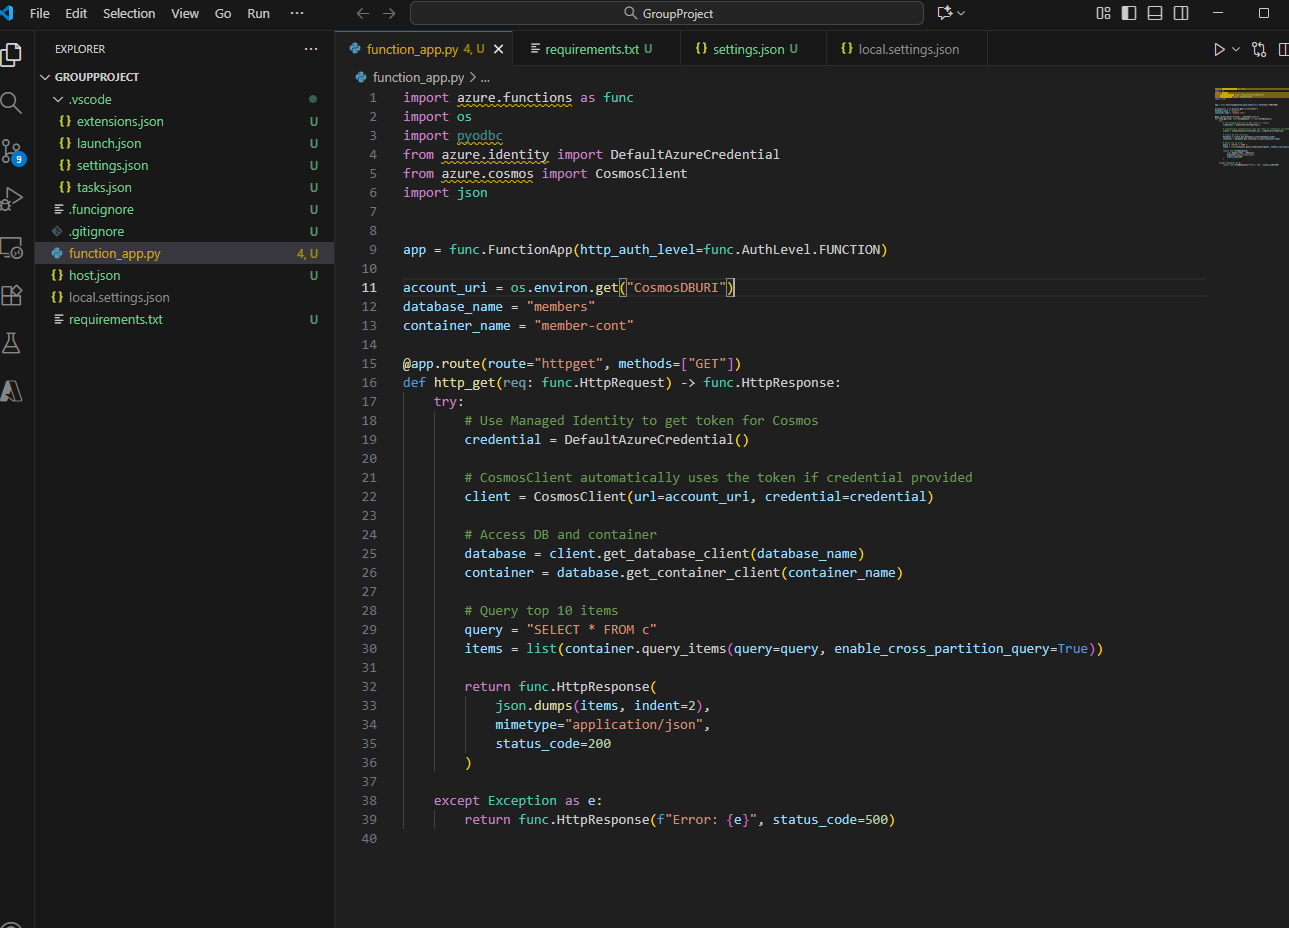 File Edit Selection View Go Run ···
GroupProject
EXPLORER ···
GROUPPROJECT
.vscode
{} extensions.json U
{} launch.json U
{} settings.json U
{} tasks.json U
.funcignore U
.gitignore U
function_app.py 4, U
{} host.json U
{} local.settings.json
requirements.txt U
9
function_app.py 4, U
requirements.txt U
{} settings.json U
{} local.settings.json
function_app.py > ...
1 import azure.functions as func
2 import os
3 import pyodbc
4 from azure.identity import DefaultAzureCredential
5 from azure.cosmos import CosmosClient
6 import json
7
8
9 app = func.FunctionApp(http_auth_level=func.AuthLevel.FUNCTION)
10
11 account_uri = os.environ.get("CosmosDBURI")
12 database_name = "members"
13 container_name = "member-cont"
14
15 @app.route(route="httpget", methods=["GET"])
16 def http_get(req: func.HttpRequest) -> func.HttpResponse:
17     try:
18         # Use Managed Identity to get token for Cosmos
19         credential = DefaultAzureCredential()
20
21         # CosmosClient automatically uses the token if credential provided
22         client = CosmosClient(url=account_uri, credential=credential)
23
24         # Access DB and container
25         database = client.get_database_client(database_name)
26         container = database.get_container_client(container_name)
27
28         # Query top 10 items
29         query = "SELECT * FROM c"
30         items = list(container.query_items(query=query, enable_cross_partition_query=True))
31
32         return func.HttpResponse(
33             json.dumps(items, indent=2),
34             mimetype="application/json",
35             status_code=200
36         )
37
38     except Exception as e:
39         return func.HttpResponse(f"Error: {e}", status_code=500)
40